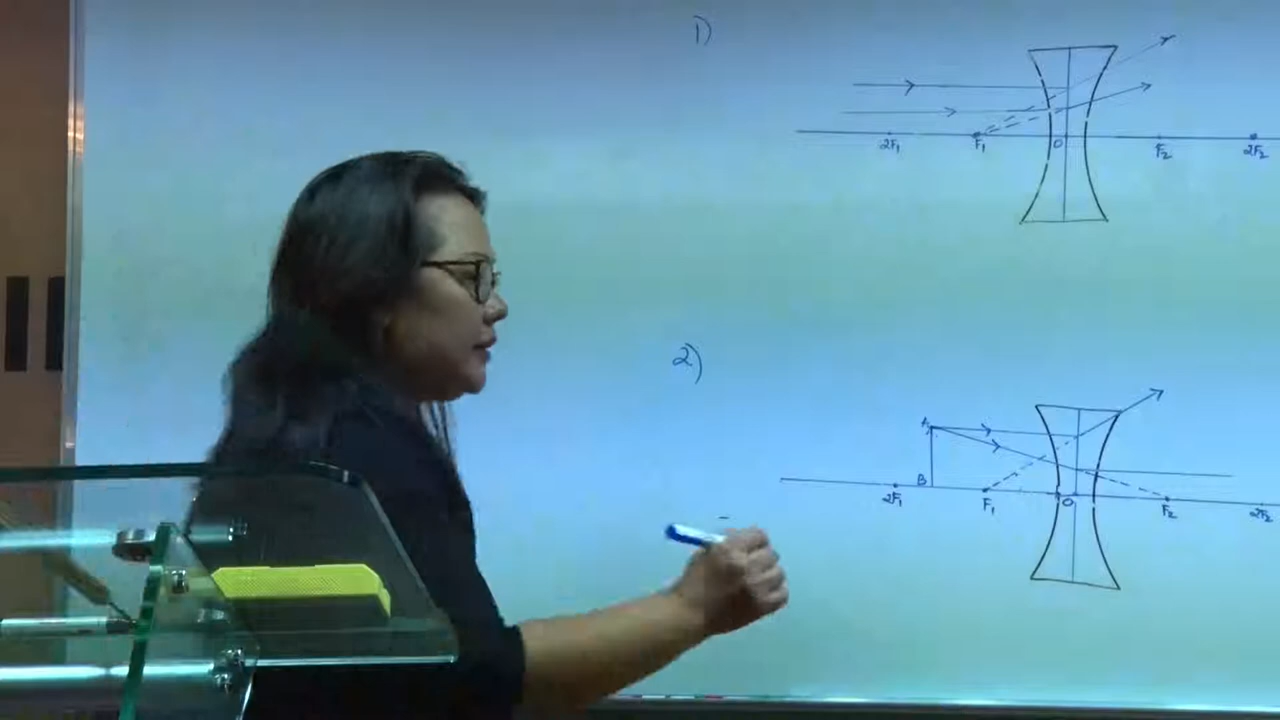 1)
2F₁ F₁ O F₂ 2F₂
2)
A
2F₁ B F₁ O F₂ 2F₂